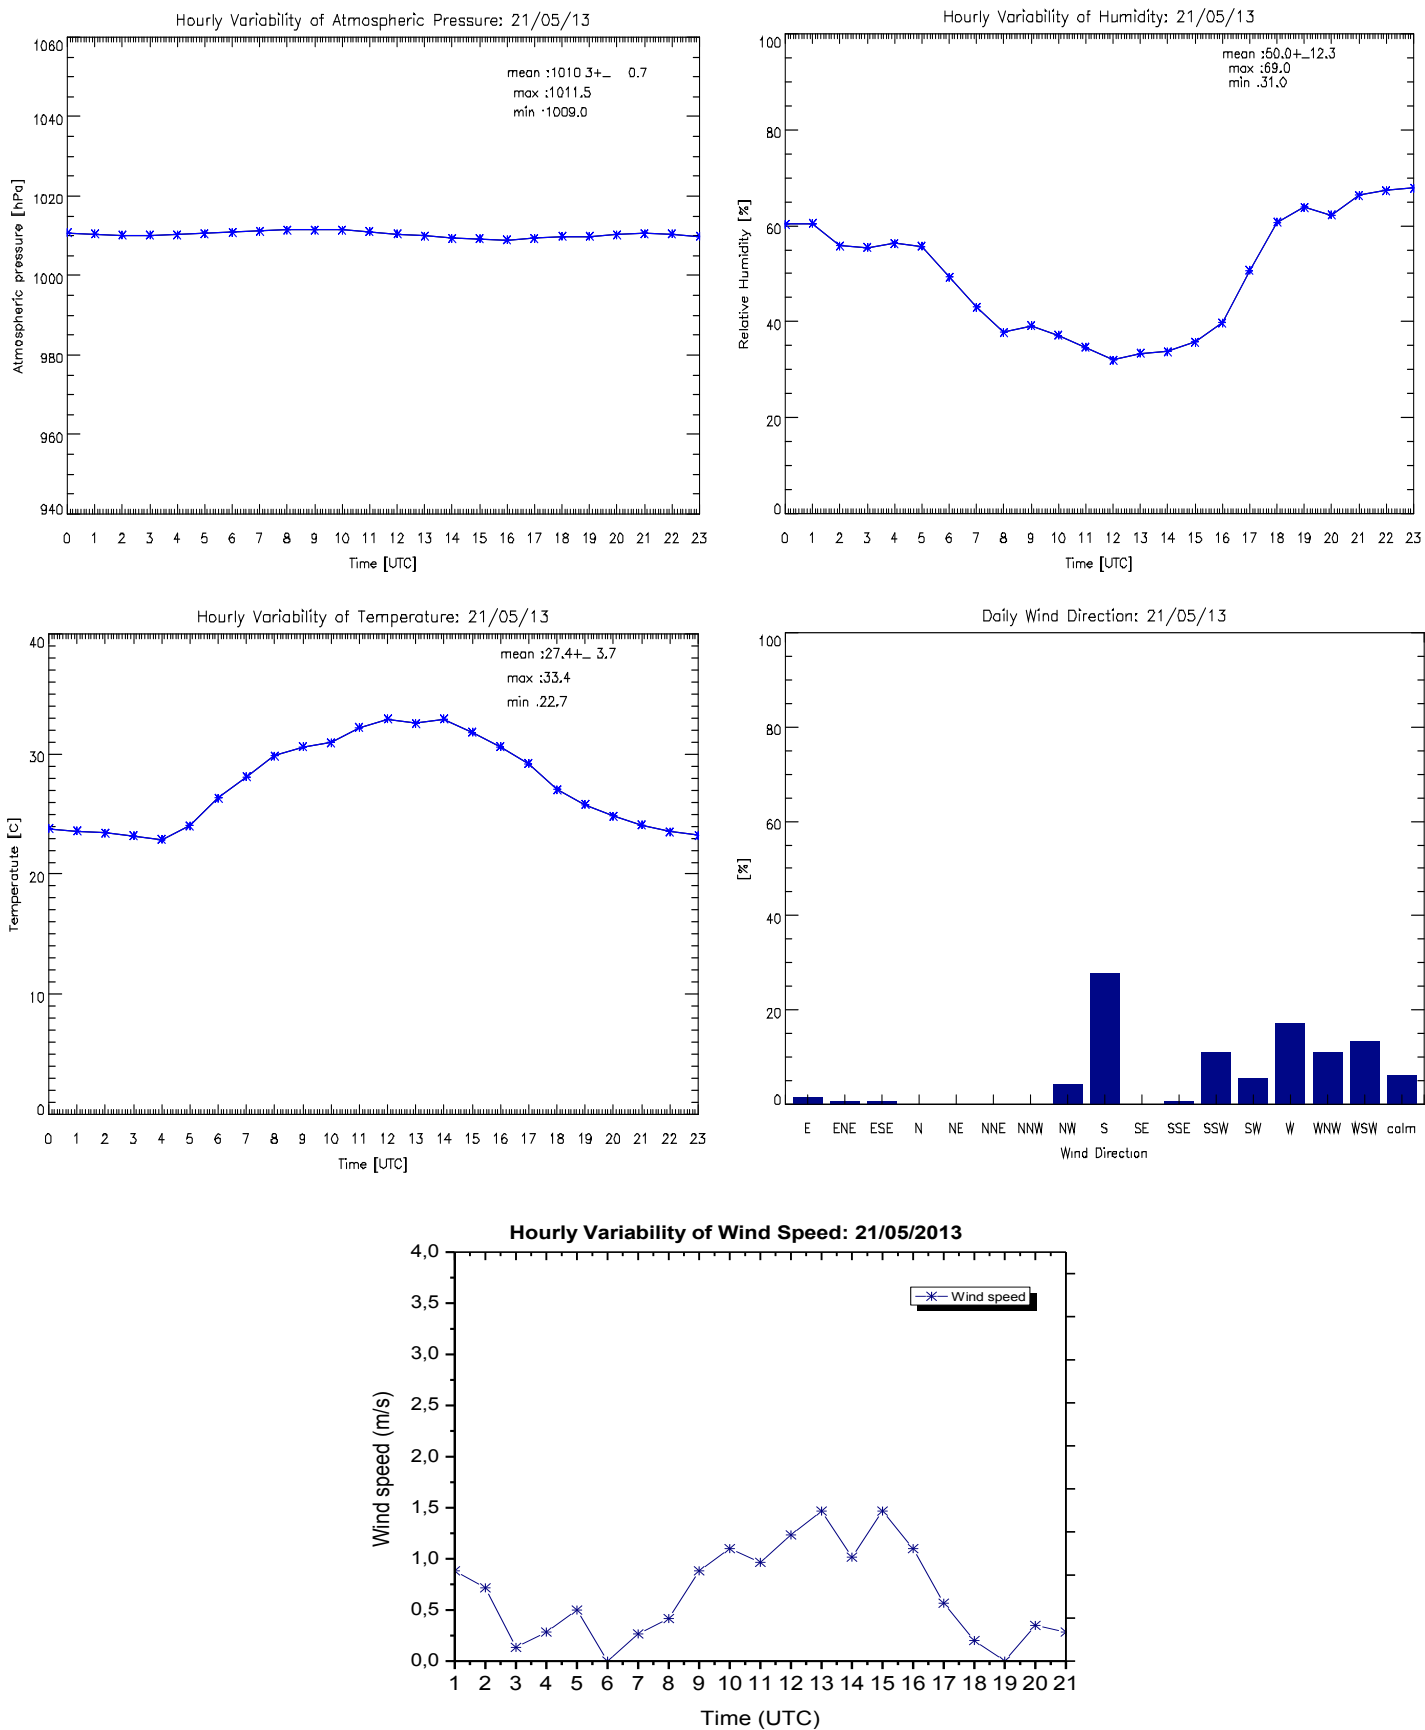 Hourly Variability of Atmospheric Pressure: 21/05/13
mean :1010 3+_ 0.7
max :1011.5
min ·1009.0
1060
1040
1020
1000
980
960
940
Atmospheric pressure [hPa]
0 1 2 3 4 5 6 7 8 9 10 11 12 13 14 15 16 17 18 19 20 21 22 23
Time [UTC]
Hourly Variability of Humidity: 21/05/13
mean :50.0+_12.3
max :69.0
min .31.0
100
80
60
40
20
0
Relative Humidity [%]
0 1 2 3 4 5 6 7 8 9 10 11 12 13 14 15 16 17 18 19 20 21 22 23
Time [UTC]
Hourly Variability of Temperature: 21/05/13
mean :27.4+_ 3.7
max :33.4
min .22.7
40
30
20
10
0
Temperatute [C]
0 1 2 3 4 5 6 7 8 9 10 11 12 13 14 15 16 17 18 19 20 21 22 23
Time [UTC]
Daily Wind Direction: 21/05/13
100
80
60
40
20
0
[%]
E ENE ESE N NE NNE NNW NW S SE SSE SSW SW W WNW WSW calm
Wind Direction
Hourly Variability of Wind Speed: 21/05/2013
Wind speed
4,0
3,5
3,0
2,5
2,0
1,5
1,0
0,5
0,0
Wind speed (m/s)
1 2 3 4 5 6 7 8 9 10 11 12 13 14 15 16 17 18 19 20 21
Time (UTC)